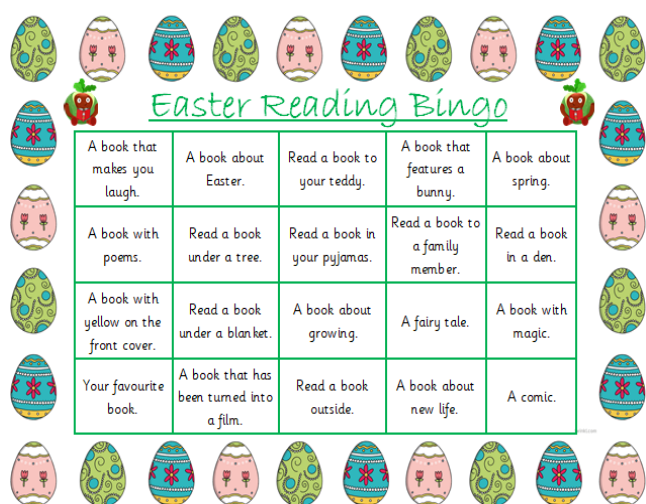 Easter Reading Bingo
A book that
makes you
laugh.
A book about
Easter.
Read a book to
your teddy.
A book that
features a
bunny.
A book about
spring.
A book with
poems.
Read a book
under a tree.
Read a book in
your pyjamas.
Read a book to
a family
member.
Read a book
in a den.
A book with
yellow on the
front cover.
Read a book
under a blanket.
A book about
growing.
A fairy tale.
A book with
magic.
Your favourite
book.
A book that has
been turned into
a film.
Read a book
outside.
A book about
new life.
A comic.